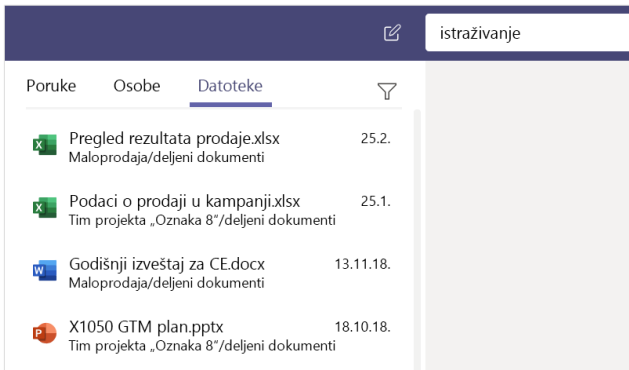 istraživanje
Poruke Osobe Datoteke
Pregled rezultata prodaje.xlsx 25.2.
Maloprodaja/deljeni dokumenti
Podaci o prodaji u kampanji.xlsx 25.1.
Tim projekta „Oznaka 8“/deljeni dokumenti
Godišnji izveštaj za CE.docx 13.11.18.
Maloprodaja/deljeni dokumenti
X1050 GTM plan.pptx 18.10.18.
Tim projekta „Oznaka 8“/deljeni dokumenti